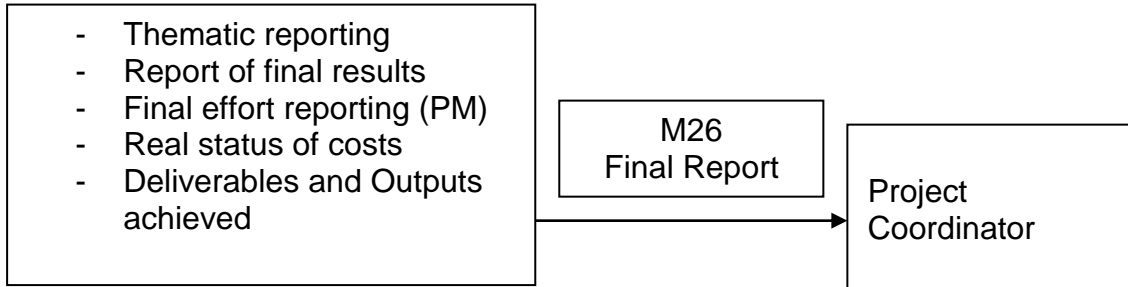 - Thematic reporting
- Report of final results
- Final effort reporting (PM)
- Real status of costs
- Deliverables and Outputs
achieved
M26
Final Report
Project
Coordinator